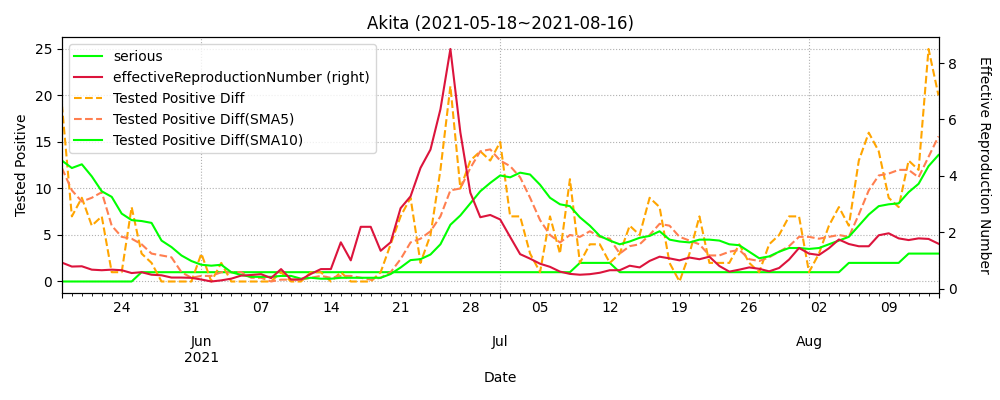 Akita (2021-05-18~2021-08-16)
serious
effectiveReproductionNumber (right)
Tested Positive Diff
Tested Positive Diff(SMA5)
Tested Positive Diff(SMA10)
Tested Positive
25
20
15
10
5
0
Effective Reproduction Number
8
6
4
2
0
24 31 07 14 21 28 05 12 19 26 02 09
Jun Jul Aug
2021
Date